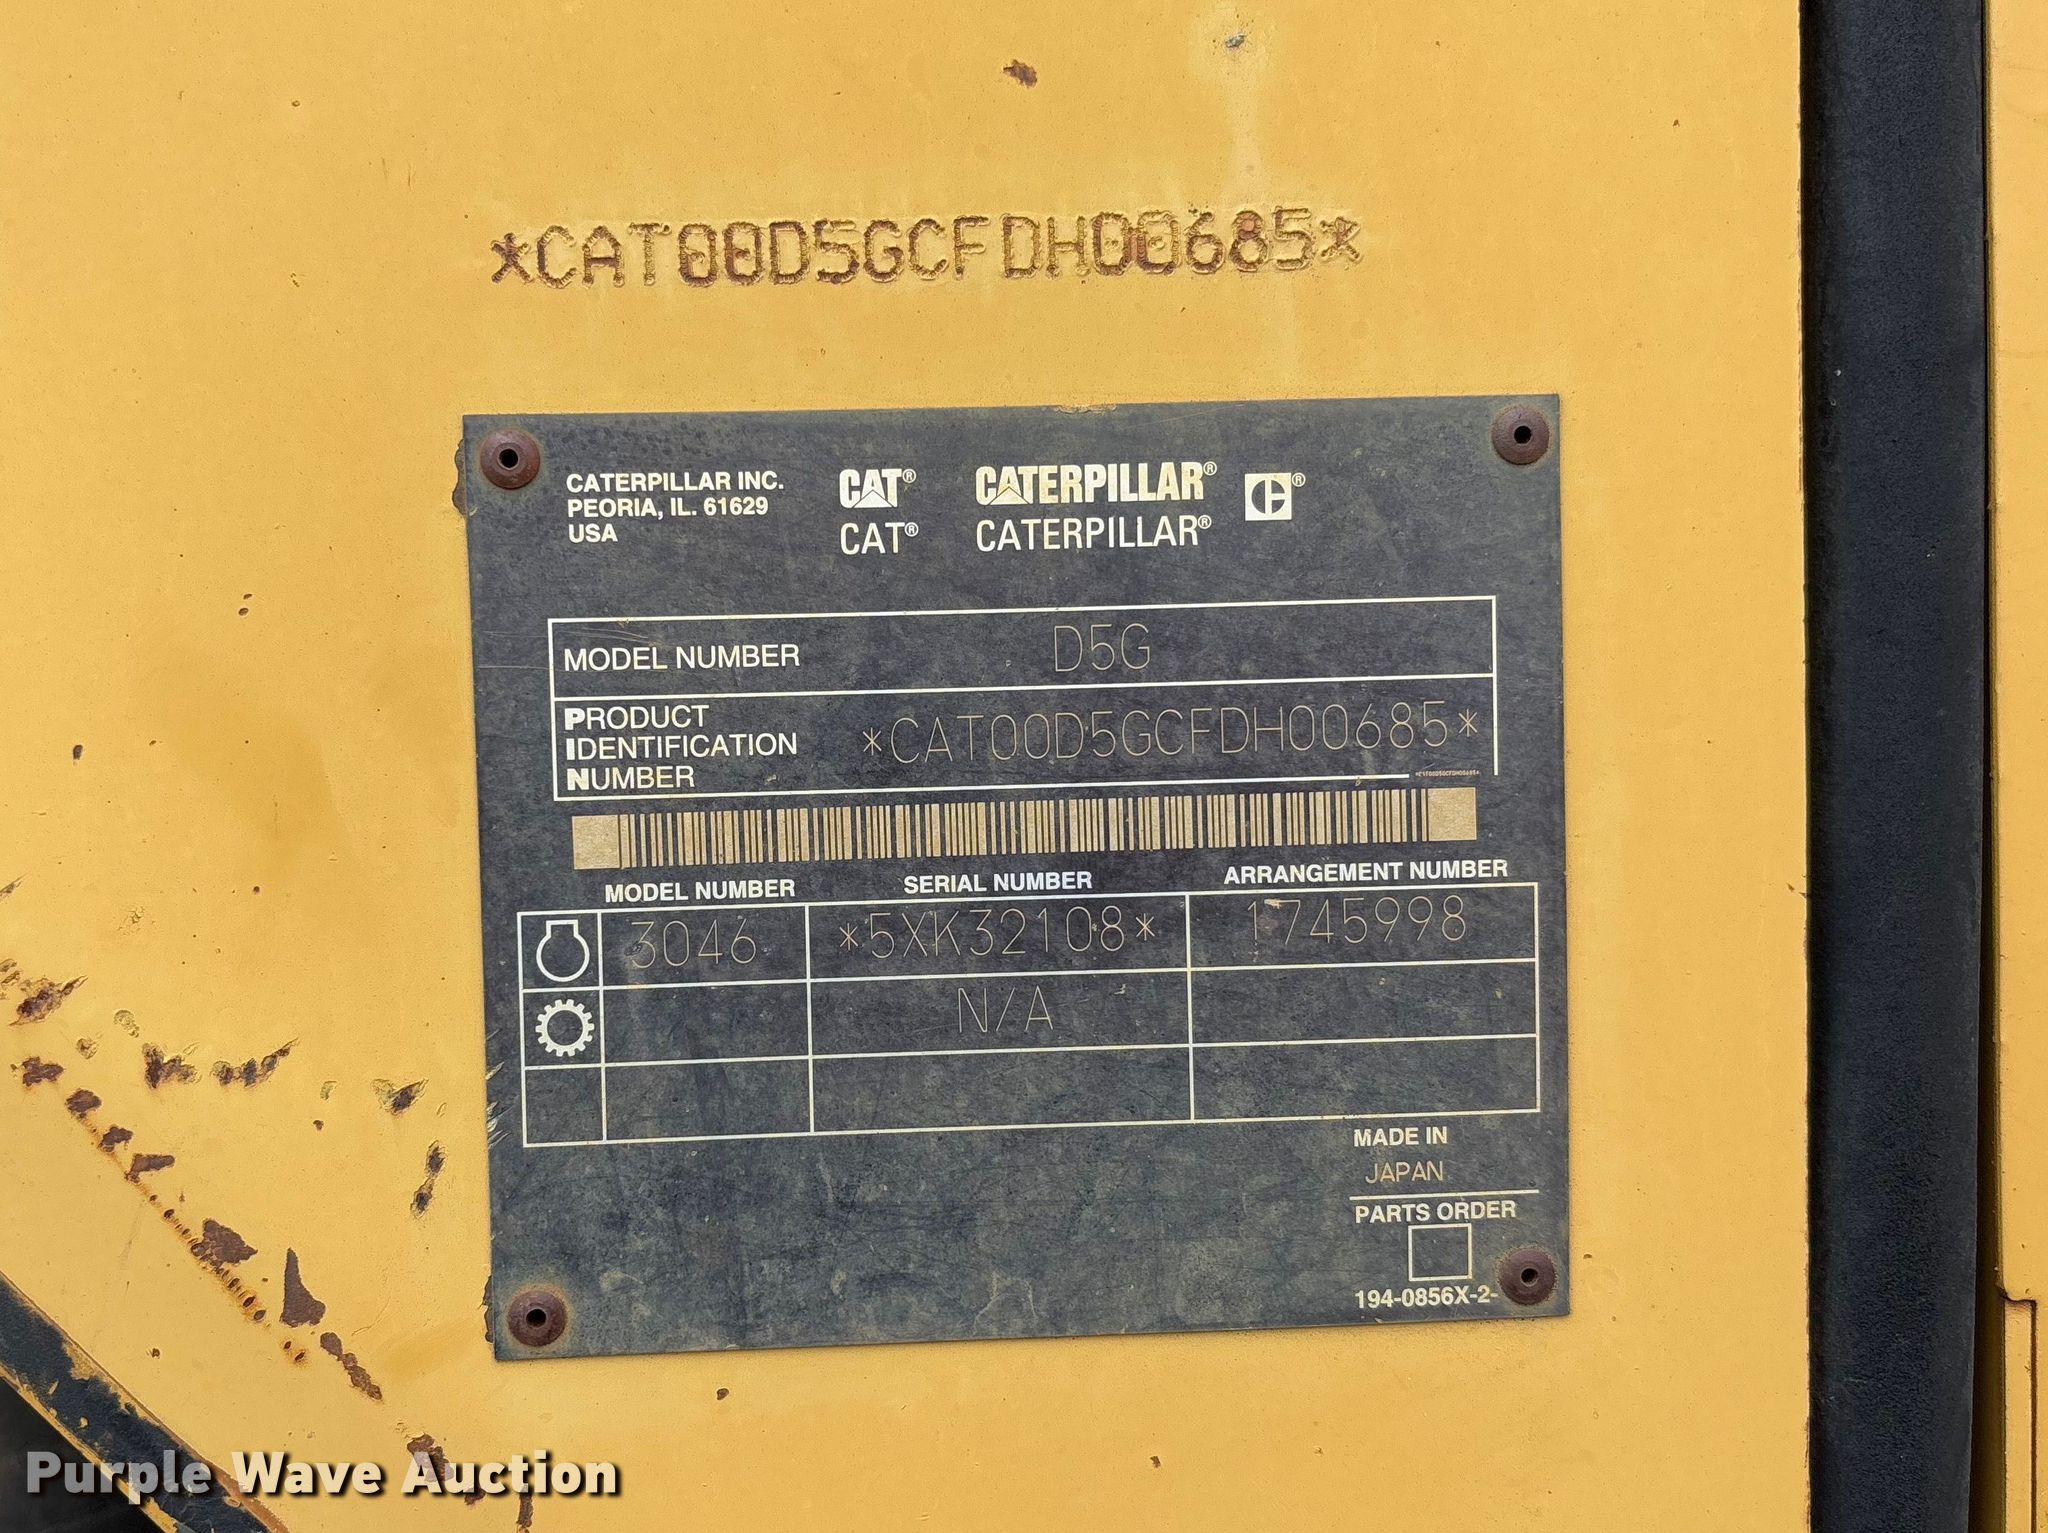 *CAT00D5GCFDH00685*
CATERPILLAR INC.
PEORIA, IL. 61629
USA
CAT®
CAT®
CATERPILLAR®
CATERPILLAR®
C®
MODEL NUMBER D5G
PRODUCT
IDENTIFICATION
NUMBER
*CAT00D5GCFDH00685*
*CAT00D5GCFDH00685*
MODEL NUMBER SERIAL NUMBER ARRANGEMENT NUMBER
3046 *5XK32108* 1745998
N/A
MADE IN
JAPAN
PARTS ORDER
194-0856X-2-
Purple Wave Auction